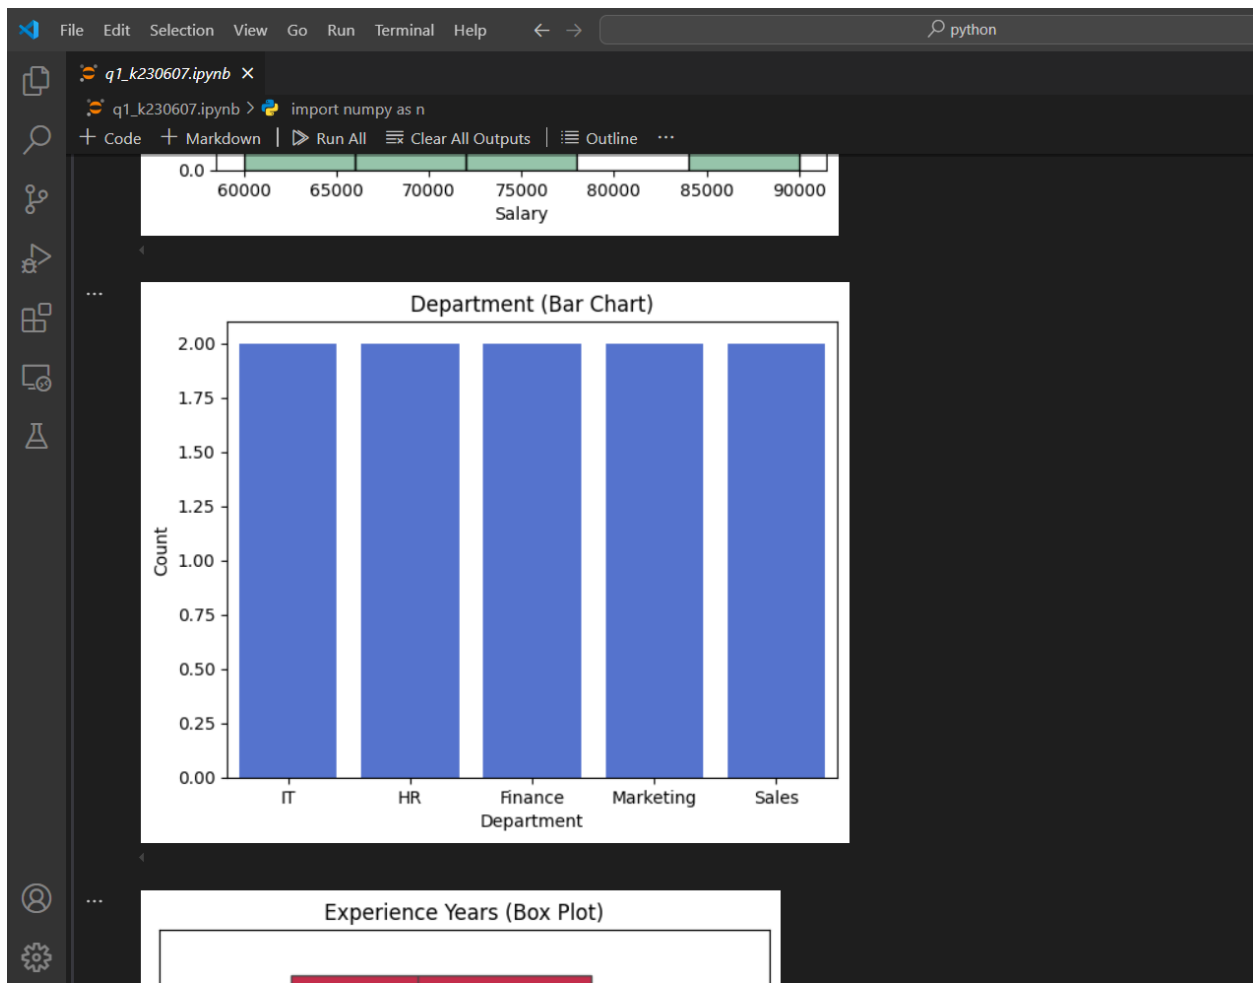 File Edit Selection View Go Run Terminal Help python
q1_k230607.ipynb
q1_k230607.ipynb > import numpy as n
+ Code + Markdown Run All Clear All Outputs Outline ...
0.0
60000 65000 70000 75000 80000 85000 90000
Salary
...
Department (Bar Chart)
2.00
1.75
1.50
1.25
1.00
0.75
0.50
0.25
0.00
Count
IT HR Finance Marketing Sales
Department
...
Experience Years (Box Plot)